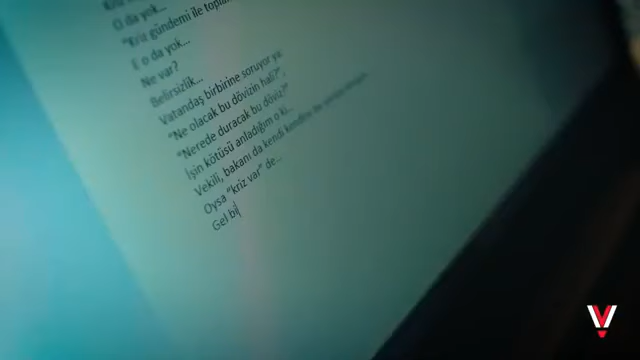 O da yok...
"Kriz gündemi ile
E o da yok...
Ne var?
Belirsizlik...
Vatandaş birbirine soruyor ya:
"Ne olacak bu dövizin hali?".
"Nerede duracak bu döviz?"
İşin kötüsü anladığım o ki...
Vekili, bakanı da kendi kendine
Oysa "kriz var" de...
Gel bi